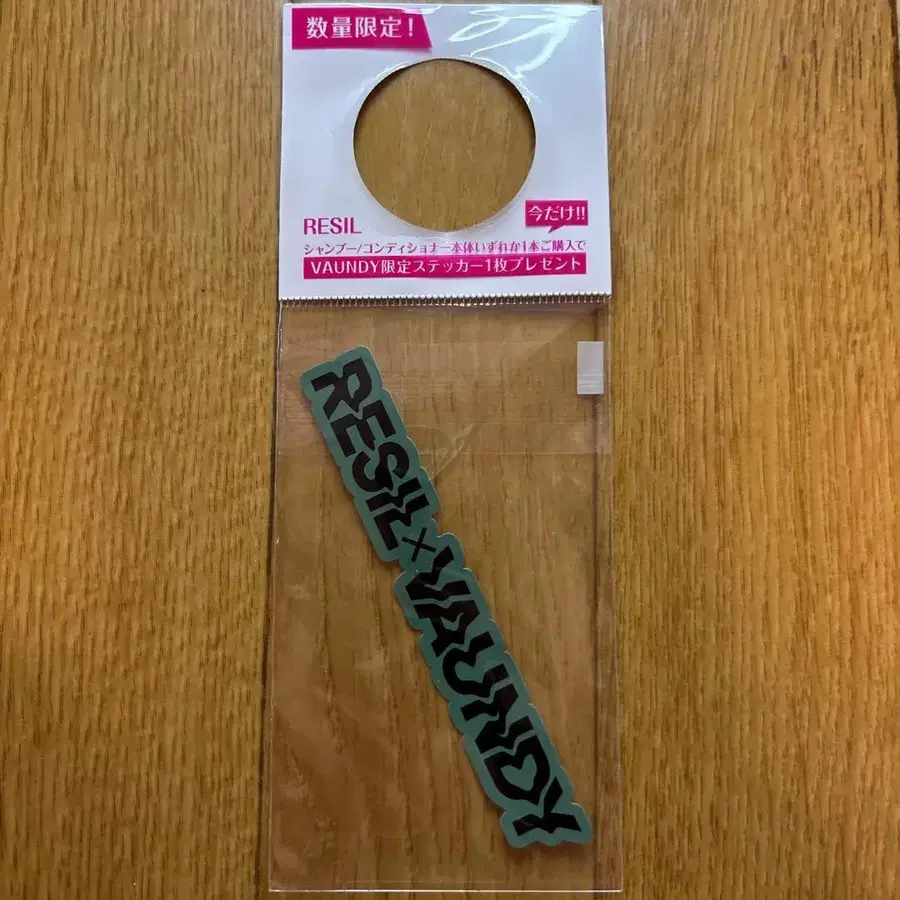 数量限定!
今だけ!!
RESIL
シャンプー/コンディショナー本体いずれか1本ご購入で
VAUNDY限定ステッカー1枚プレゼント
RESIL×VAUNDY